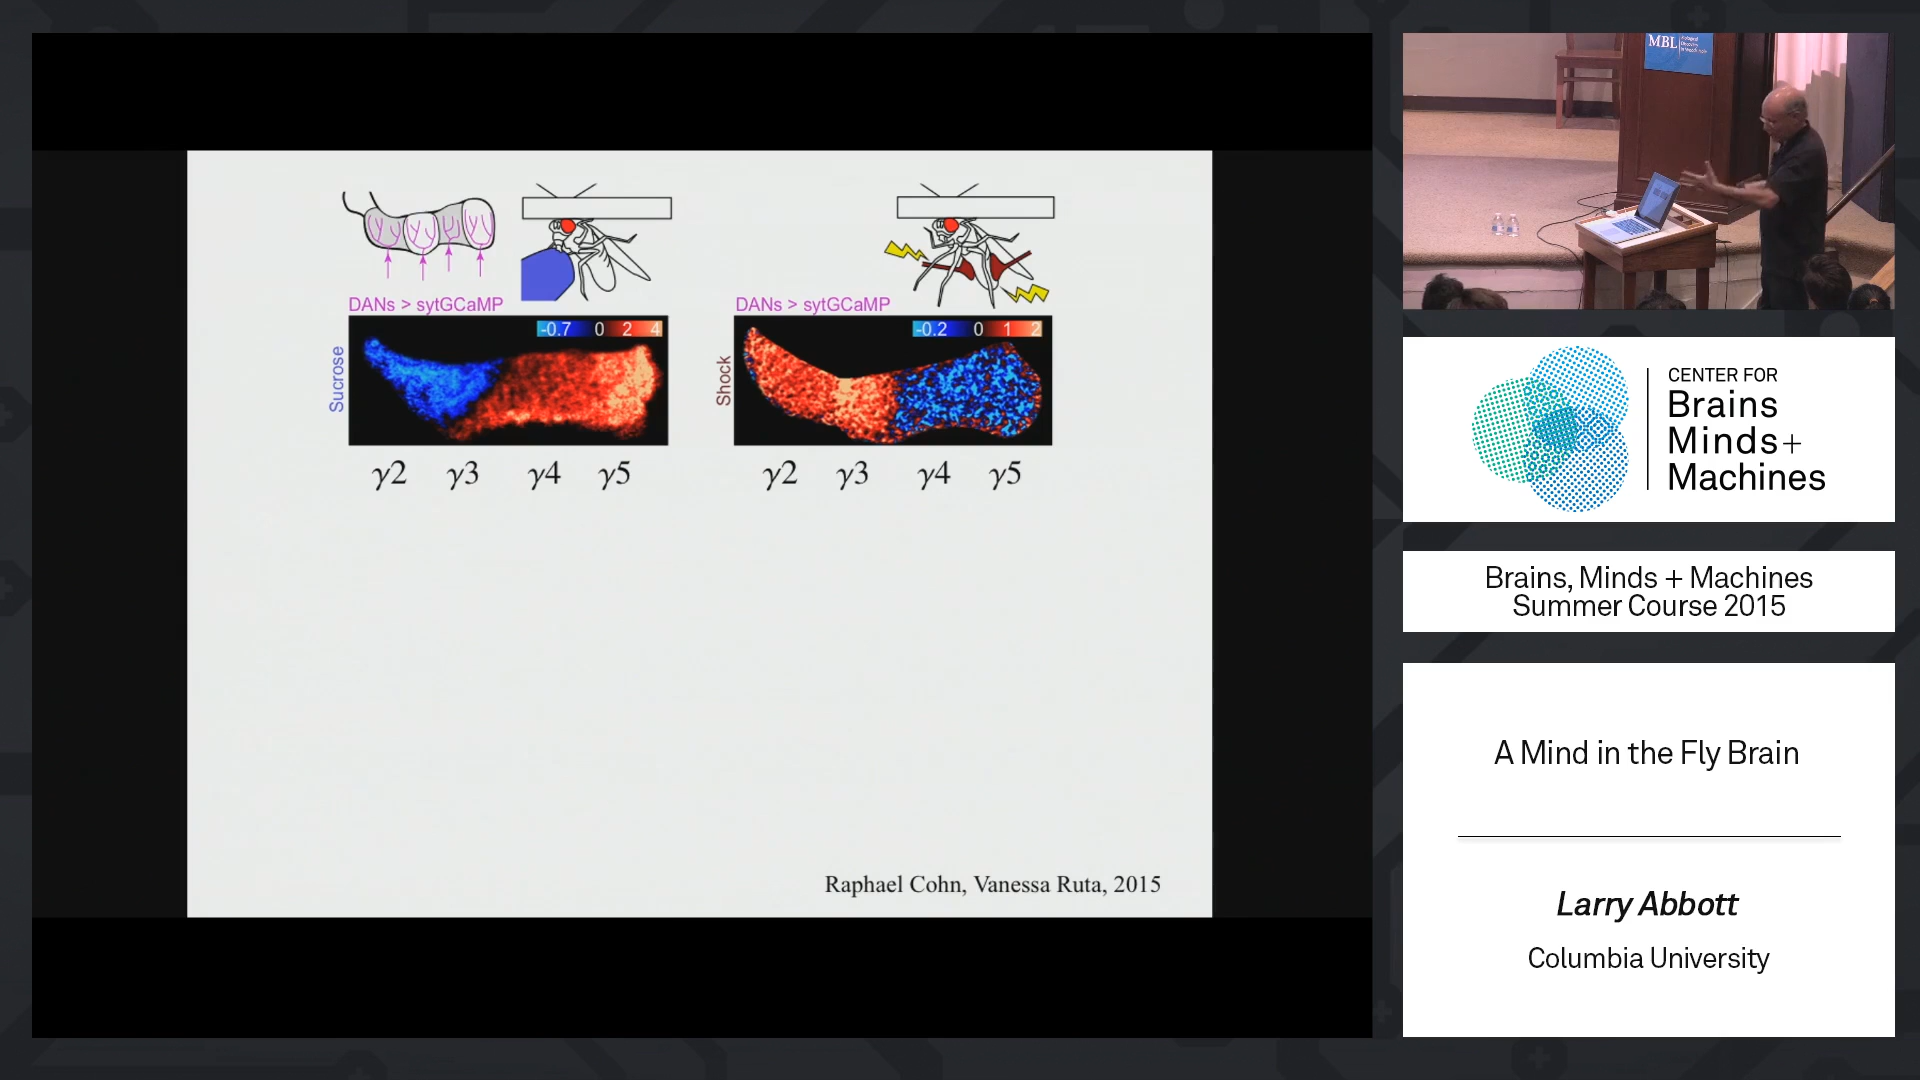 DANs > sytGCaMP
Sucrose
-0.7 0 2 4
γ2 γ3 γ4 γ5
DANs > sytGCaMP
Shock
-0.2 0 1 2
γ2 γ3 γ4 γ5
Raphael Cohn, Vanessa Ruta, 2015
MBL
CENTER FOR
Brains
Minds+
Machines
Brains, Minds + Machines
Summer Course 2015
A Mind in the Fly Brain
Larry Abbott
Columbia University